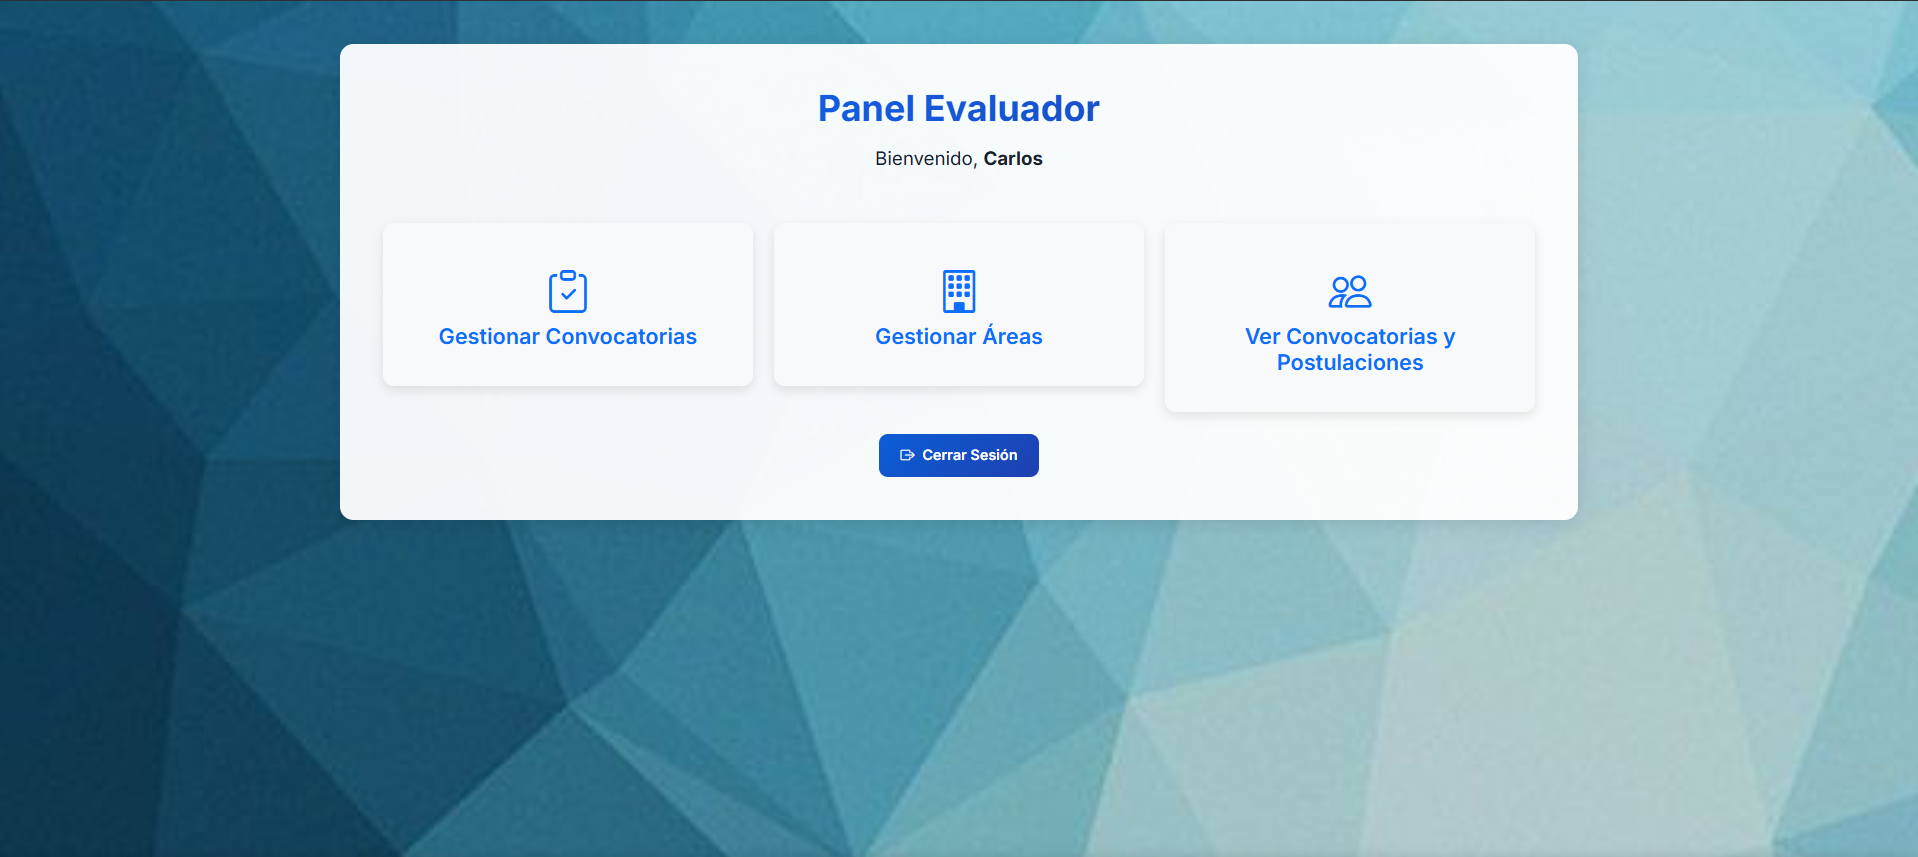 Panel Evaluador
Bienvenido, Carlos
Gestionar Convocatorias
Gestionar Áreas
Ver Convocatorias y
Postulaciones
Cerrar Sesión